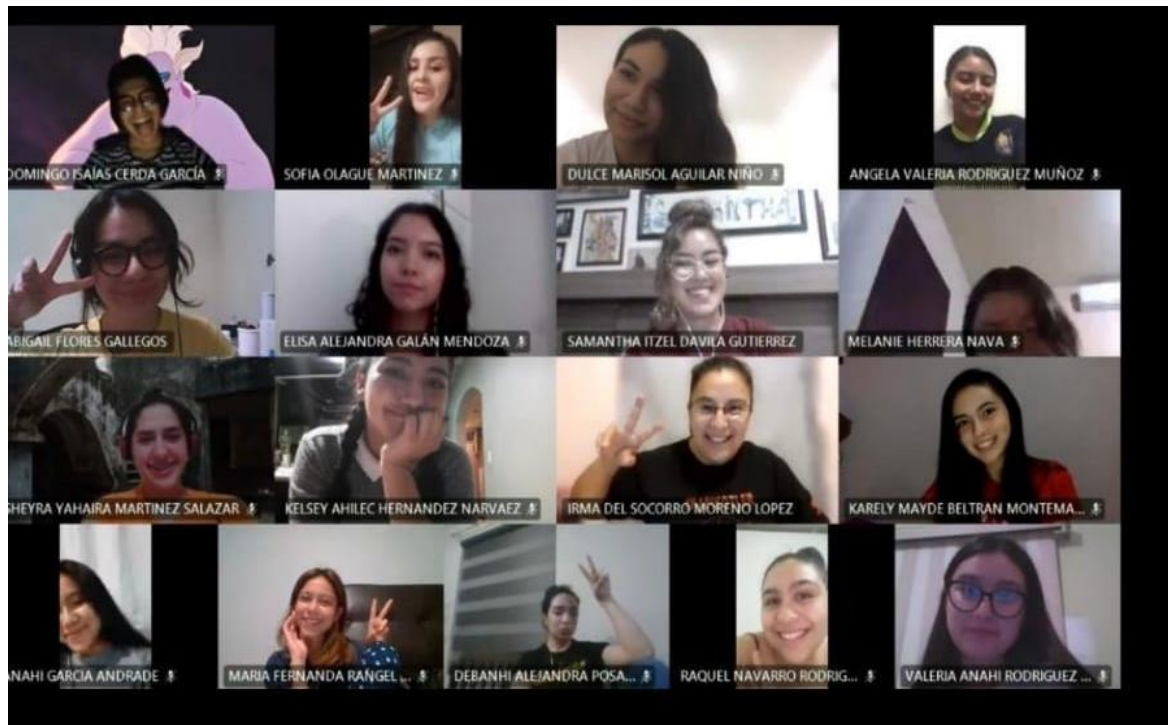 DOMINGO ISAÍAS CERDA GARCÍA
SOFIA OLAGUE MARTINEZ
DULCE MARISOL AGUILAR NIÑO
ANGELA VALERIA RODRIGUEZ MUÑOZ
ABIGAIL FLORES GALLEGOS
ELISA ALEJANDRA GALÁN MENDOZA
SAMANTHA ITZEL DAVILA GUTIERREZ
MELANIE HERRERA NAVA
SHEYRA YAHAIRA MARTINEZ SALAZAR
KELSEY AHILEC HERNANDEZ NARVAEZ
IRMA DEL SOCORRO MORENO LOPEZ
KARELY MAYDE BELTRAN MONTEMA...
ANAHI GARCIA ANDRADE
MARIA FERNANDA RANGEL ...
DEBANHI ALEJANDRA POSA...
RAQUEL NAVARRO RODRIG...
VALERIA ANAHI RODRIGUEZ ...